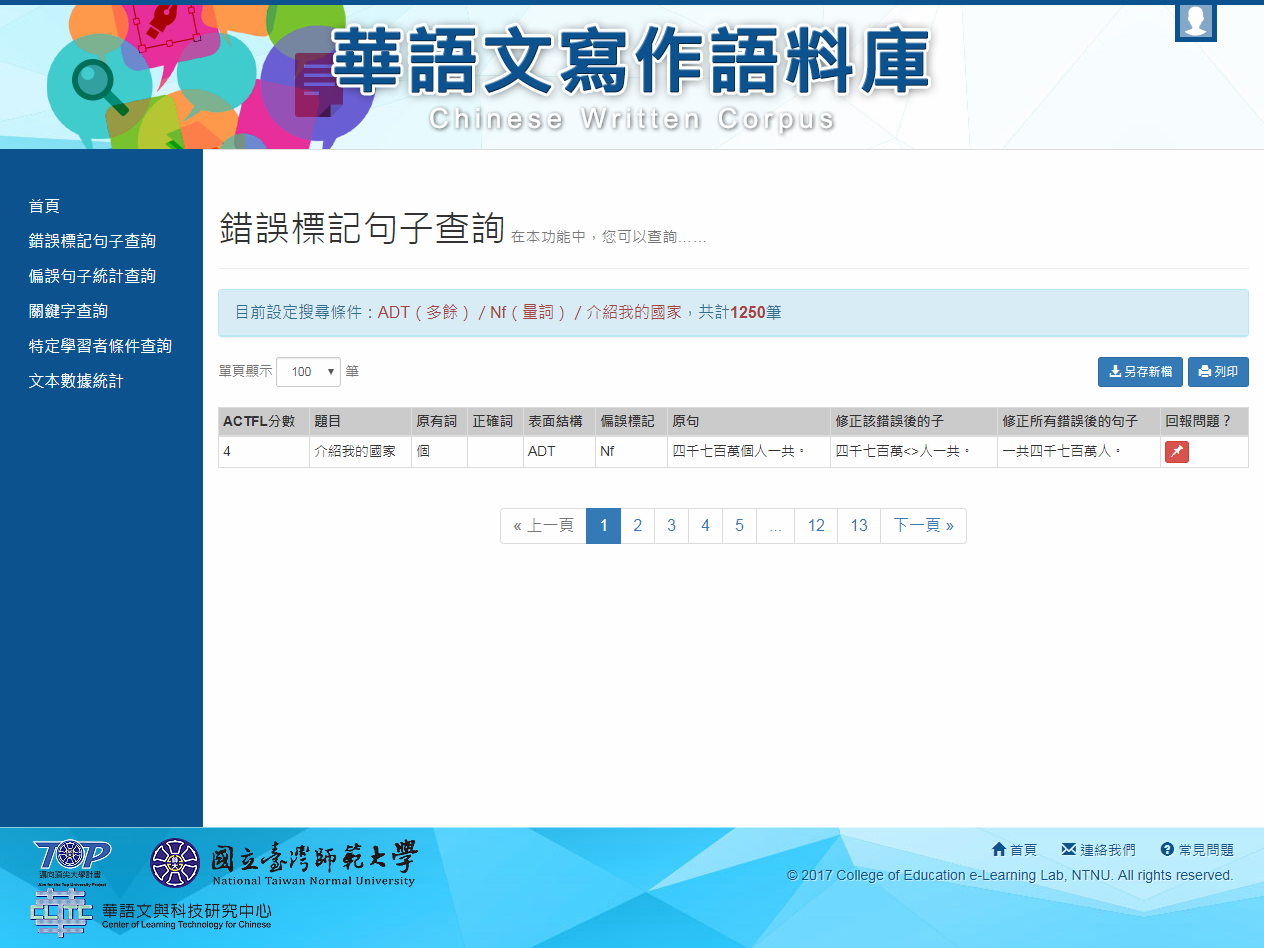 華語文寫作語料庫
Chinese Written Corpus
首頁
錯誤標記句子查詢
偏誤句子統計查詢
關鍵字查詢
特定學習者條件查詢
文本數據統計
錯誤標記句子查詢 在本功能中，您可以查詢……
目前設定搜尋條件：ADT（多餘） / Nf（量詞） / 介紹我的國家，共計1250筆
單頁顯示 100 筆 另存新檔 列印
ACTFL分數 題目 原有詞 正確詞 表面結構 偏誤標記 原句 修正該錯誤後的子 修正所有錯誤後的句子 回報問題？
4 介紹我的國家 個 ADT Nf 四千七百萬個人一共。 四千七百萬<>人一共。 一共四千七百萬人。
« 上一頁 1 2 3 4 5 ... 12 13 下一頁 »
TOP
邁向頂尖大學計畫
Aim for the Top University Project
國立臺灣師範大學
National Taiwan Normal University
華語文與科技研究中心
Center of Learning Technology for Chinese
首頁 連絡我們 常見問題
© 2017 College of Education e-Learning Lab, NTNU. All rights reserved.